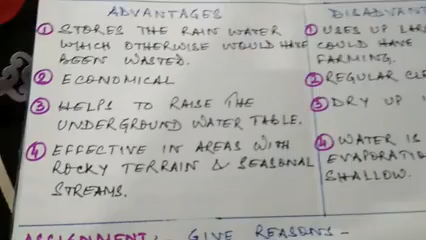 ADVANTAGES
① STORES THE RAIN WATER
WHICH OTHERWISE WOULD HAVE
BEEN WASTED.
② ECONOMICAL
③ HELPS TO RAISE THE
UNDERGROUND WATER TABLE.
④ EFFECTIVE IN AREAS WITH
ROCKY TERRAIN & SEASONAL
STREAMS.
① USES UP
COULD HAVE
FARMING.
② REGULAR
③ DRY UP
④ WATER IS
SHALLOW.
ASSIGNMENT: GIVE REASONS -